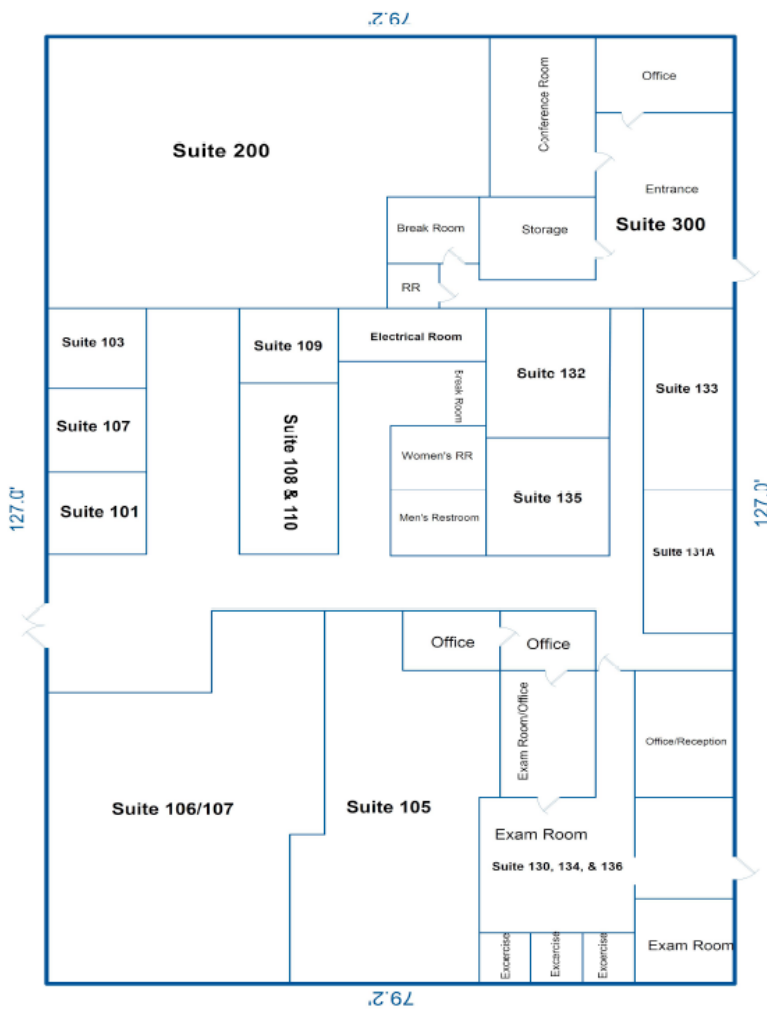 79.2'
Office
Conference Room
Suite 200
Entrance
Suite 300
Break Room
Storage
RR
Suite 103
Suite 109
Electrical Room
Suite 132
Suite 133
Break Room
Suite 107
Suite 108 & 110
Women's RR
127.0'
127.0'
Suite 101
Men's Restroom
Suite 135
Suite 131A
Office
Office
Exam Room/Office
Office/Reception
Suite 106/107
Suite 105
Exam Room
Suite 130, 134, & 136
Excercise
Excercise
Excercise
Exam Room
79.2'